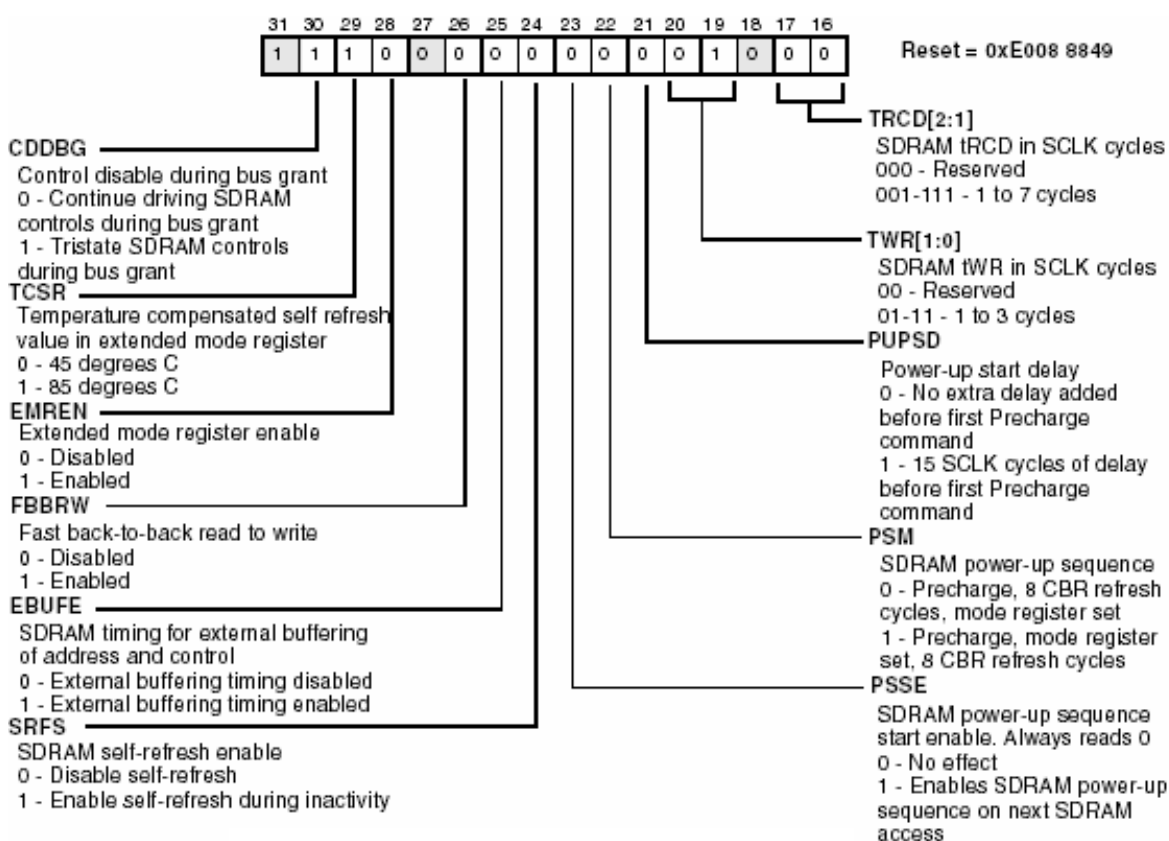 31 30 29 28 27 26 25 24 23 22 21 20 19 18 17 16
1 1 1 0 0 0 0 0 0 0 0 0 1 0 0 0
Reset = 0xE008 8849
CDDBG
Control disable during bus grant
0 - Continue driving SDRAM
controls during bus grant
1 - Tristate SDRAM controls
during bus grant
TCSR
Temperature compensated self refresh
value in extended mode register
0 - 45 degrees C
1 - 85 degrees C
EMREN
Extended mode register enable
0 - Disabled
1 - Enabled
FBBRW
Fast back-to-back read to write
0 - Disabled
1 - Enabled
EBUFE
SDRAM timing for external buffering
of address and control
0 - External buffering timing disabled
1 - External buffering timing enabled
SRFS
SDRAM self-refresh enable
0 - Disable self-refresh
1 - Enable self-refresh during inactivity
TRCD[2:1]
SDRAM tRCD in SCLK cycles
000 - Reserved
001-111 - 1 to 7 cycles
TWR[1:0]
SDRAM tWR in SCLK cycles
00 - Reserved
01-11 - 1 to 3 cycles
PUPSD
Power-up start delay
0 - No extra delay added
before first Precharge
command
1 - 15 SCLK cycles of delay
before first Precharge
command
PSM
SDRAM power-up sequence
0 - Precharge, 8 CBR refresh
cycles, mode register set
1 - Precharge, mode register
set, 8 CBR refresh cycles
PSSE
SDRAM power-up sequence
start enable. Always reads 0
0 - No effect
1 - Enables SDRAM power-up
sequence on next SDRAM
access